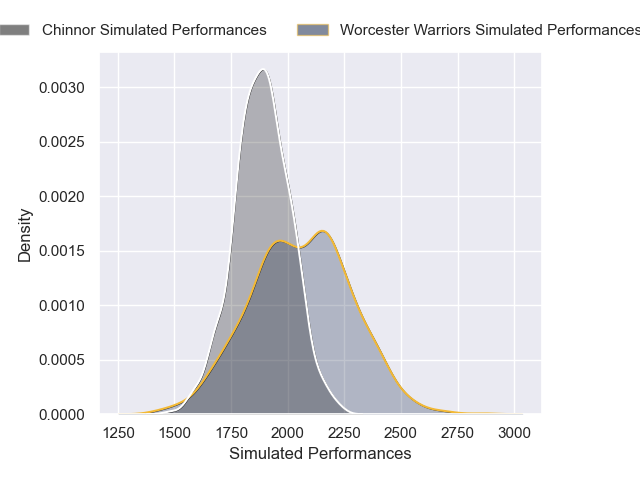 Chinnor Simulated Performances
Worcester Warriors Simulated Performances
0.0030
0.0025
0.0020
0.0015
0.0010
0.0005
0.0000
Density
1250 1500 1750 2000 2250 2500 2750 3000
Simulated Performances